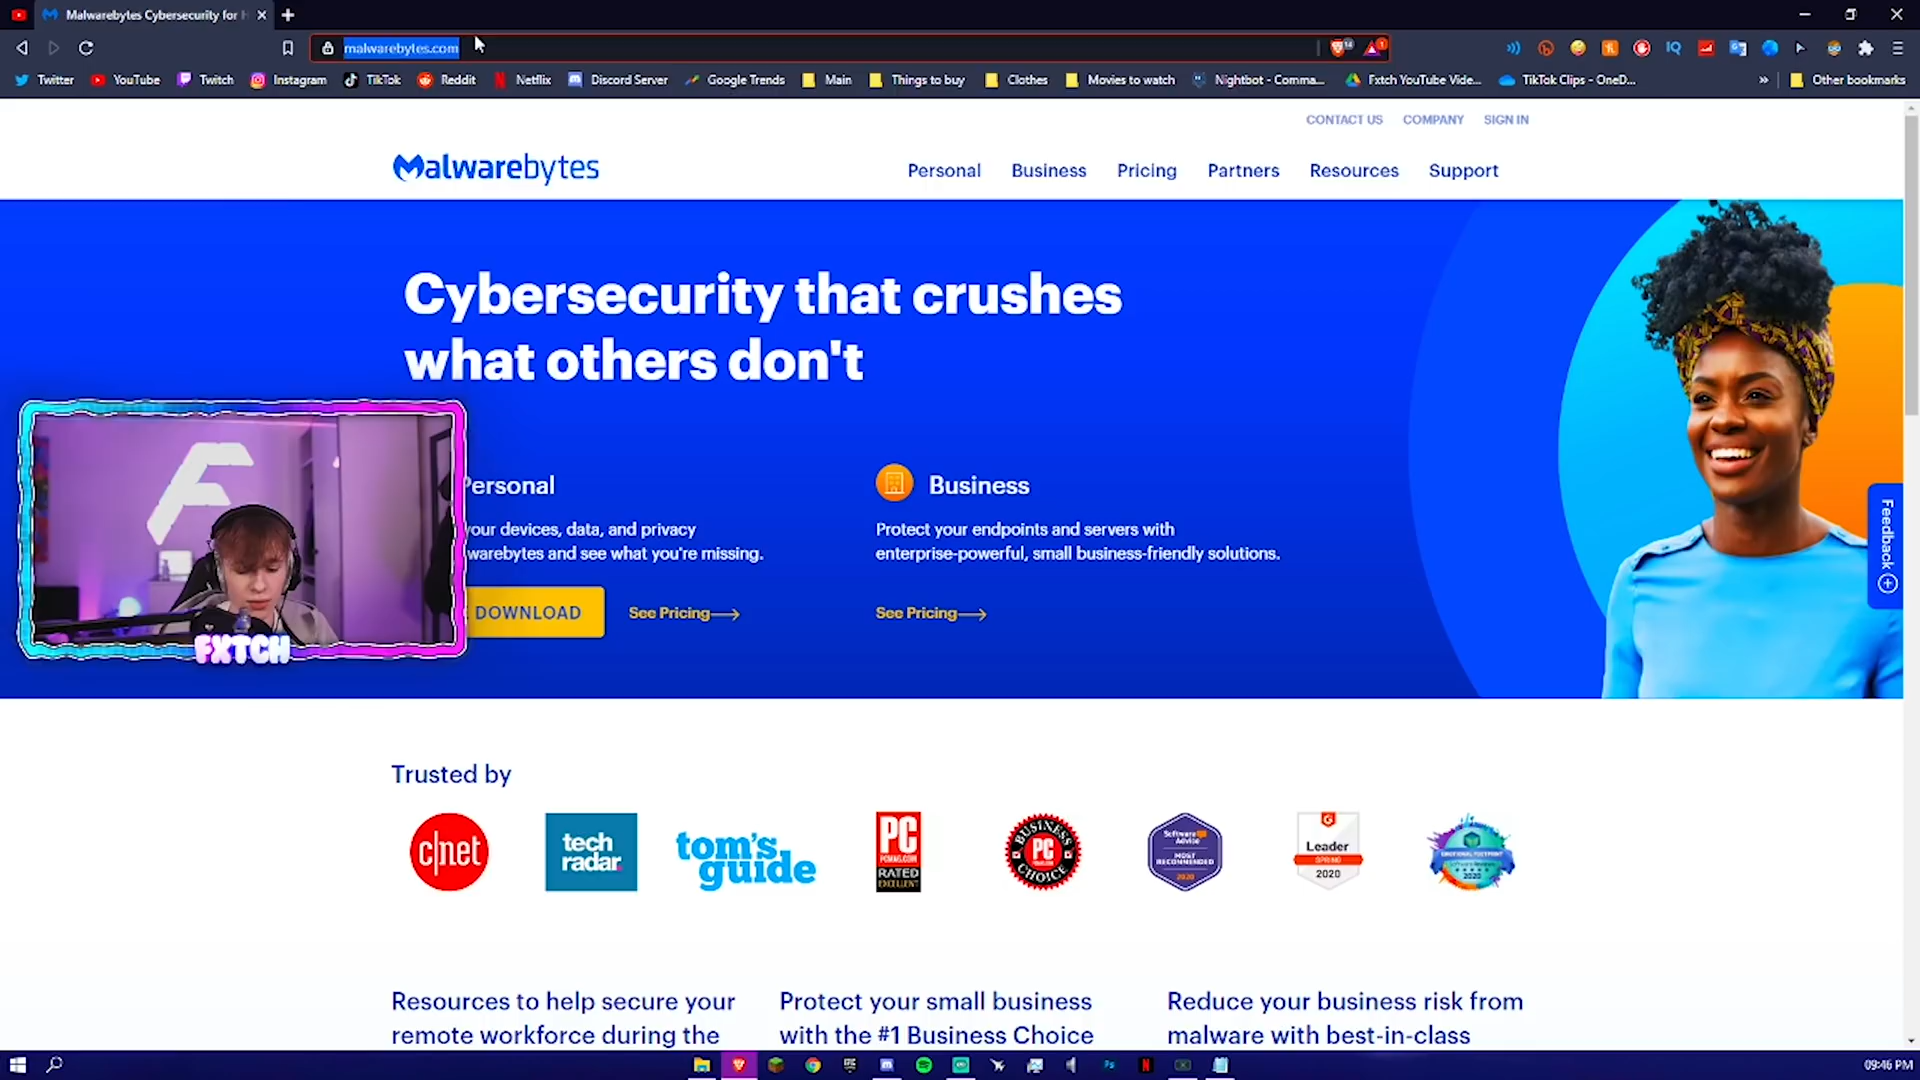 Malwarebytes Cybersecurity for H
malwarebytes.com
Twitter
YouTube
Twitch
Instagram
TikTok
Reddit
Netflix
Discord Server
Google Trends
Main
Things to buy
Clothes
Movies to watch
Nightbot - Comma...
Fxtch YouTube Vide...
TikTok Clips - OneD...
»
Other bookmarks
CONTACT US
COMPANY
SIGN IN
Malwarebytes
Personal
Business
Pricing
Partners
Resources
Support
Cybersecurity that crushes
what others don't
Personal
your devices, data, and privacy
warebytes and see what you're missing.
DOWNLOAD
See Pricing
Business
Protect your endpoints and servers with
enterprise-powerful, small business-friendly solutions.
See Pricing
Feedback
FXTCH
Trusted by
c|net
tech
radar.
tom's
guide
PC
PCMAG.COM
RATED
EXCELLENT
BUSINESS
PC
CHOICE
Software Advice
MOST
RECOMMENDED
2020
Leader
SPRING
2020
Resources to help secure your
remote workforce during the
Protect your small business
with the #1 Business Choice
Reduce your business risk from
malware with best-in-class
09:46 PM